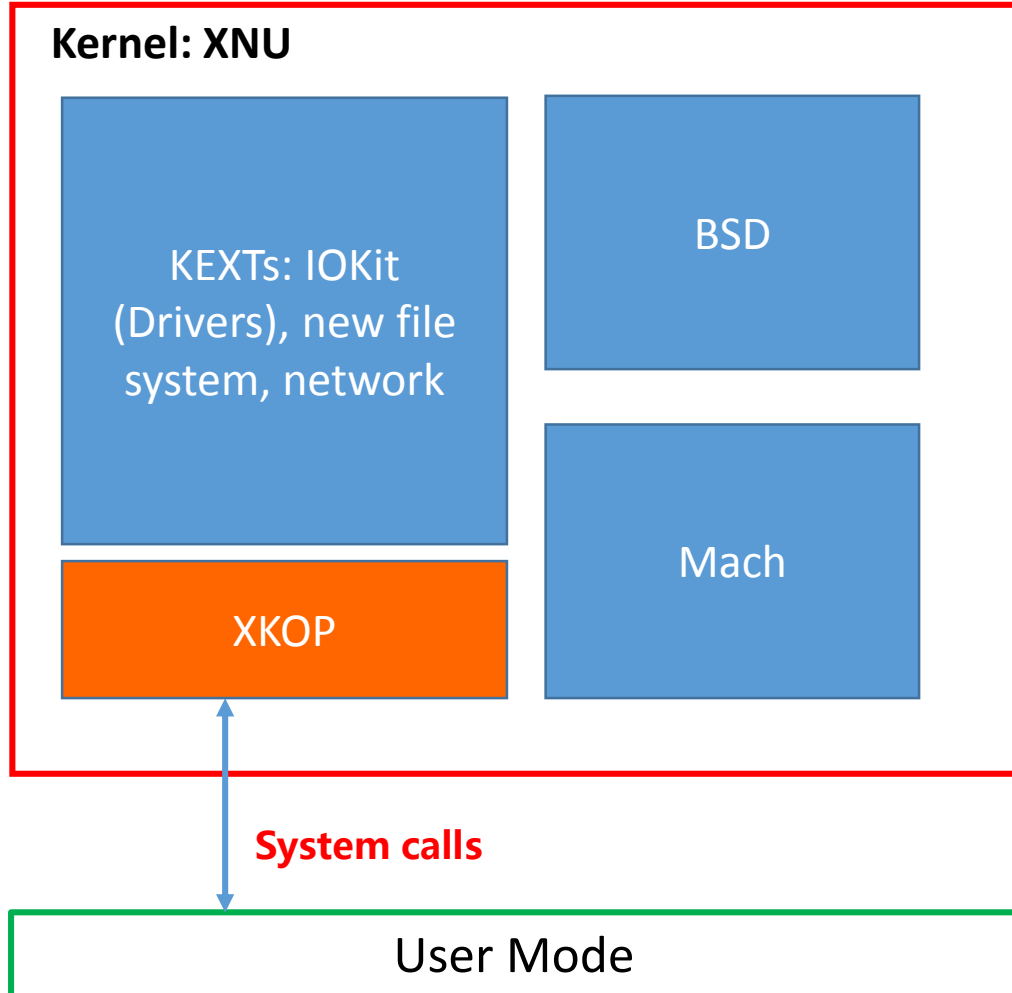 Kernel: XNU
KEXTs: IOKit
(Drivers), new file
system, network
BSD
Mach
XKOP
System calls
User Mode